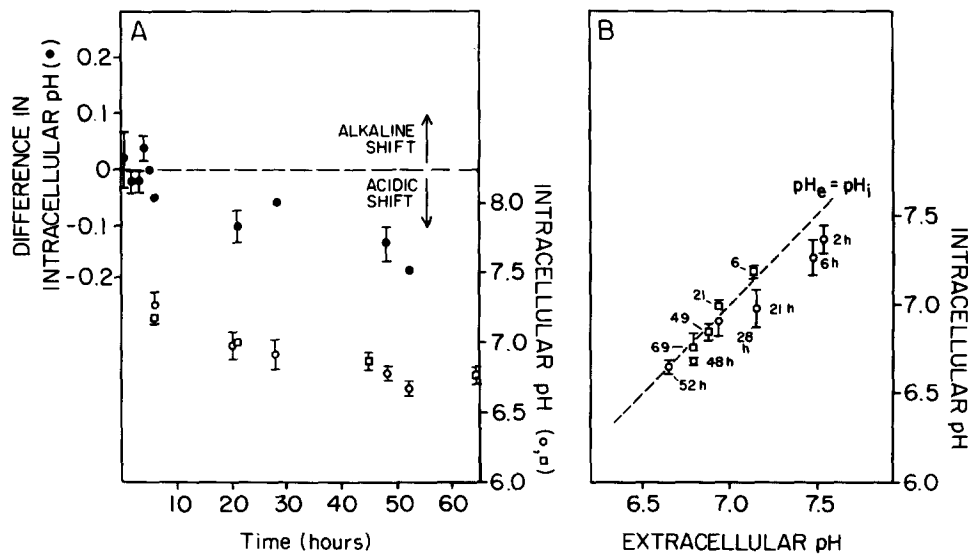 A
DIFFERENCE IN
INTRACELLULAR pH (●)
0.2
0.1
0
-0.1
-0.2
ALKALINE
SHIFT
ACIDIC
SHIFT
8.0
7.5
7.0
6.5
6.0
INTRACELLULAR pH (○,□)
10 20 30 40 50 60
Time (hours)
B
pHe = pHi
2h
6h
6
21
21h
28
h
49
69
48h
52h
7.5
7.0
6.5
6.0
INTRACELLULAR pH
6.5 7.0 7.5
EXTRACELLULAR pH